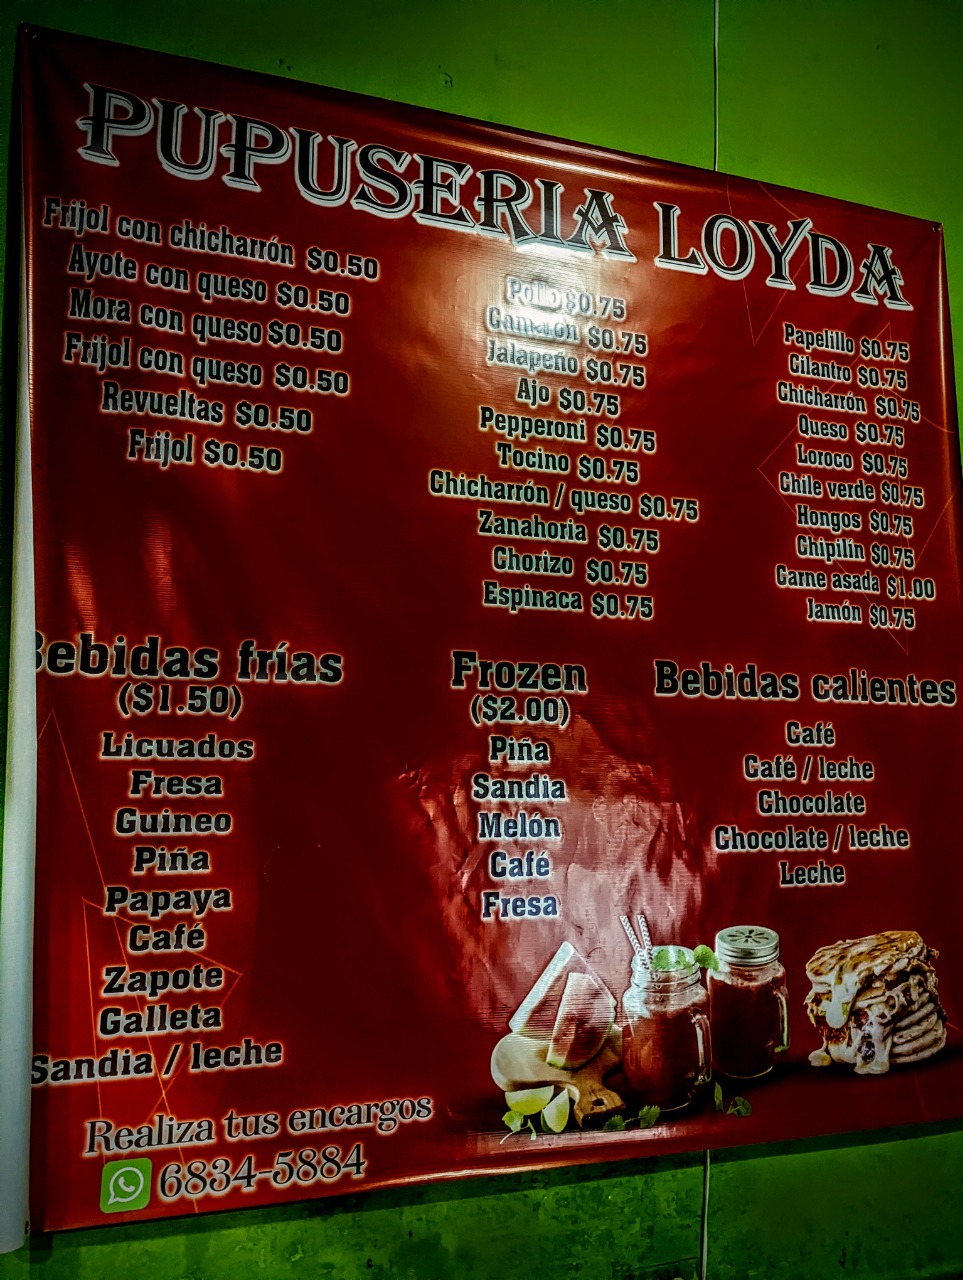 PUPUSERIA LOYDA
Frijol con chicharrón $0.50
Ayote con queso $0.50
Mora con queso $0.50
Frijol con queso $0.50
Revueltas $0.50
Frijol $0.50
Pollo $0.75
Camarón $0.75
Jalapeño $0.75
Ajo $0.75
Pepperoni $0.75
Tocino $0.75
Chicharrón / queso $0.75
Zanahoria $0.75
Chorizo $0.75
Espinaca $0.75
Papelillo $0.75
Cilantro $0.75
Chicharrón $0.75
Queso $0.75
Loroco $0.75
Chile verde $0.75
Hongos $0.75
Chipilín $0.75
Carne asada $1.00
Jamón $0.75
Bebidas frías
($1.50)
Licuados
Fresa
Guineo
Piña
Papaya
Café
Zapote
Galleta
Sandia / leche
Frozen
($2.00)
Piña
Sandia
Melón
Café
Fresa
Bebidas calientes
Café
Café / leche
Chocolate
Chocolate / leche
Leche
Realiza tus encargos
6834-5884